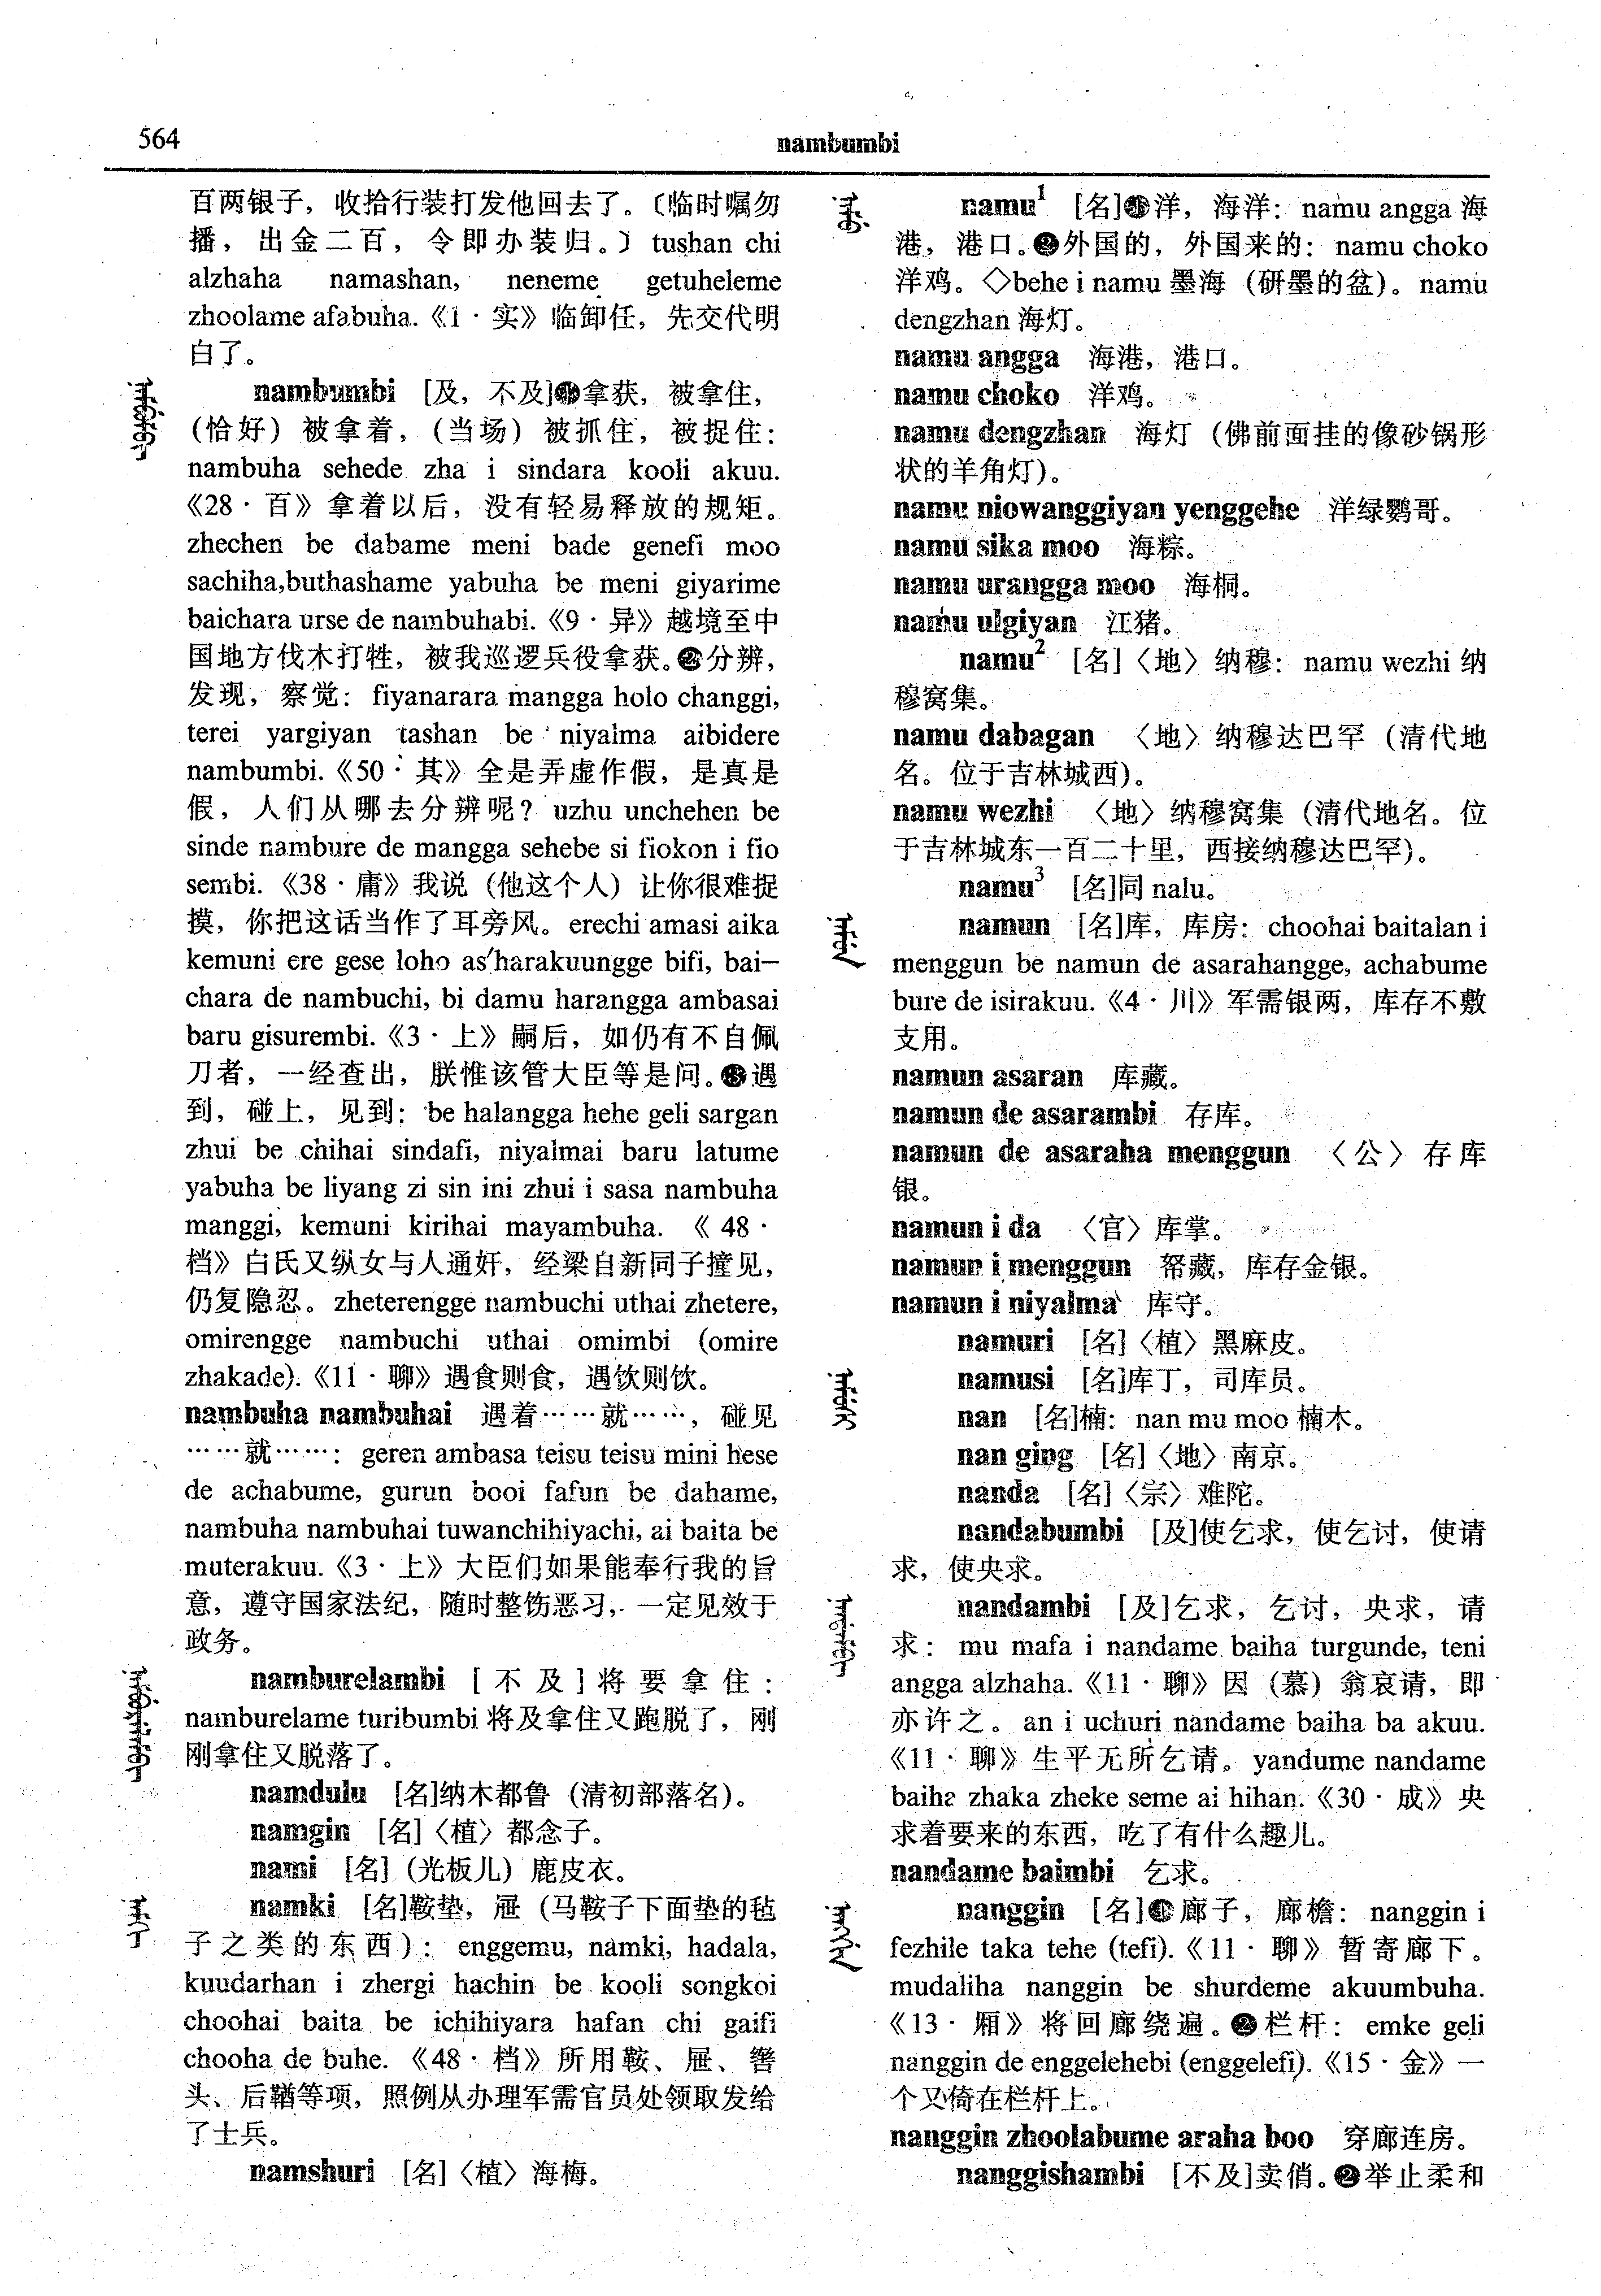 564
nambumbi
百两银子，收拾行装打发他回去了。〔临时嘱勿
播，出金二百，令即办装归。〕tushan chi
alzhaha namashan, neneme getuheleme
zhoolame afabuha.《1·实》临卸任，先交代明
白了。
nambumbi [及，不及]❶拿获，被拿住，
（恰好）被拿着，（当场）被抓住，被捉住：
nambuha sehede zha i sindara kooli akuu.
《28·百》拿着以后，没有轻易释放的规矩。
zhechen be dabame meni bade genefi moo
sachiha,buthashame yabuha be meni giyarime
baichara urse de nambuhabi.《9·异》越境至中
国地方伐木打牲，被我巡逻兵役拿获。❷分辨，
发现，察觉：fiyanarara mangga holo changgi,
terei yargiyan tashan be niyalma aibidere
nambumbi.《50·其》全是弄虚作假，是真是
假，人们从哪去分辨呢？uzhu unchehen be
sinde nambure de mangga sehebe si fiokon i fio
sembi.《38·庸》我说（他这个人）让你很难捉
摸，你把这话当作了耳旁风。erechi amasi aika
kemuni ere gese loho as'harakuungge bifi, bai—
chara de nambuchi, bi damu harangga ambasai
baru gisurembi.《3·上》嗣后，如仍有不自佩
刀者，一经查出，朕惟该管大臣等是问。❸遇
到，碰上，见到：be halangga hehe geli sargan
zhui be chihai sindafi, niyalmai baru latume
yabuha be liyang zi sin ini zhui i sasa nambuha
manggi, kemuni kirihai mayambuha.《48·
档》白氏又纵女与人通奸，经梁自新同子撞见，
仍复隐忍。zheterengge nambuchi uthai zhetere,
omirengge nambuchi uthai omimbi (omire
zhakade).《11·聊》遇食则食，遇饮则饮。
nambuha nambuhai 遇着……就……，碰见
……就……：geren ambasa teisu teisu mini hese
de achabume, gurun booi fafun be dahame,
nambuha nambuhai tuwanchihiyachi, ai baita be
muterakuu.《3·上》大臣们如果能奉行我的旨
意，遵守国家法纪，随时整饬恶习，一定见效于
政务。
namburelambi [不及]将要拿住：
namburelame turibumbi 将及拿住又跑脱了，刚
刚拿住又脱落了。
namdulu [名]纳木都鲁（清初部落名）。
namgin [名]〈植〉都念子。
nami [名]（光板儿）鹿皮衣。
namki [名]鞍垫，屉（马鞍子下面垫的毡
子之类的东西）：enggemu, namki, hadala,
kuudarhan i zhergi hachin be kooli songkoi
choohai baita be ichihiyara hafan chi gaifi
chooha de buhe.《48·档》所用鞍、屉、辔
头、后鞧等项，照例从办理军需官员处领取发给
了士兵。
namshuri [名]〈植〉海梅。
namu¹ [名]❶洋，海洋：namu angga 海
港，港口。❷外国的，外国来的：namu choko
洋鸡。◇behe i namu 墨海（研墨的盆）。namu
dengzhan 海灯。
namu angga 海港，港口。
namu choko 洋鸡。
namu dengzhan 海灯（佛前面挂的像砂锅形
状的羊角灯）。
namu niowanggiyan yenggehe 洋绿鹦哥。
namu sika moo 海粽。
namu urangga moo 海桐。
namu ulgiyan 江猪。
namu² [名]〈地〉纳穆：namu wezhi 纳
穆窝集。
namu dabagan 〈地〉纳穆达巴罕（清代地
名。位于吉林城西）。
namu wezhi 〈地〉纳穆窝集（清代地名。位
于吉林城东一百二十里，西接纳穆达巴罕）。
namu³ [名]同 nalu。
namun [名]库，库房：choohai baitalan i
menggun be namun de asarahangge, achabume
bure de isirakuu.《4·川》军需银两，库存不敷
支用。
namun asaran 库藏。
namun de asarambi 存库。
namun de asaraha menggun 〈公〉存库
银。
namun i da 〈官〉库掌。
namun i menggun 帑藏，库存金银。
namun i niyalma 库守。
namuri [名]〈植〉黑麻皮。
namusi [名]库丁，司库员。
nan [名]楠：nan mu moo 楠木。
nan ging [名]〈地〉南京。
nanda [名]〈宗〉难陀。
nandabumbi [及]使乞求，使乞讨，使请
求，使央求。
nandambi [及]乞求，乞讨，央求，请
求：mu mafa i nandame baiha turgunde, teni
angga alzhaha.《11·聊》因（慕）翁哀请，即
亦许之。an i uchuri nandame baiha ba akuu.
《11·聊》生平无所乞请。yandume nandame
baiha zhaka zheke seme ai hihan.《30·成》央
求着要来的东西，吃了有什么趣儿。
nandame baimbi 乞求。
nanggin [名]❶廊子，廊檐：nanggin i
fezhile taka tehe (tefi).《11·聊》暂寄廊下。
mudaliha nanggin be shurdeme akuumbuha.
《13·厢》将回廊绕遍。❷栏杆：emke geli
nanggin de enggelehebi (enggelefi).《15·金》一
个又倚在栏杆上。
nanggin zhoolabume araha boo 穿廊连房。
nanggishambi [不及]卖俏。❷举止柔和